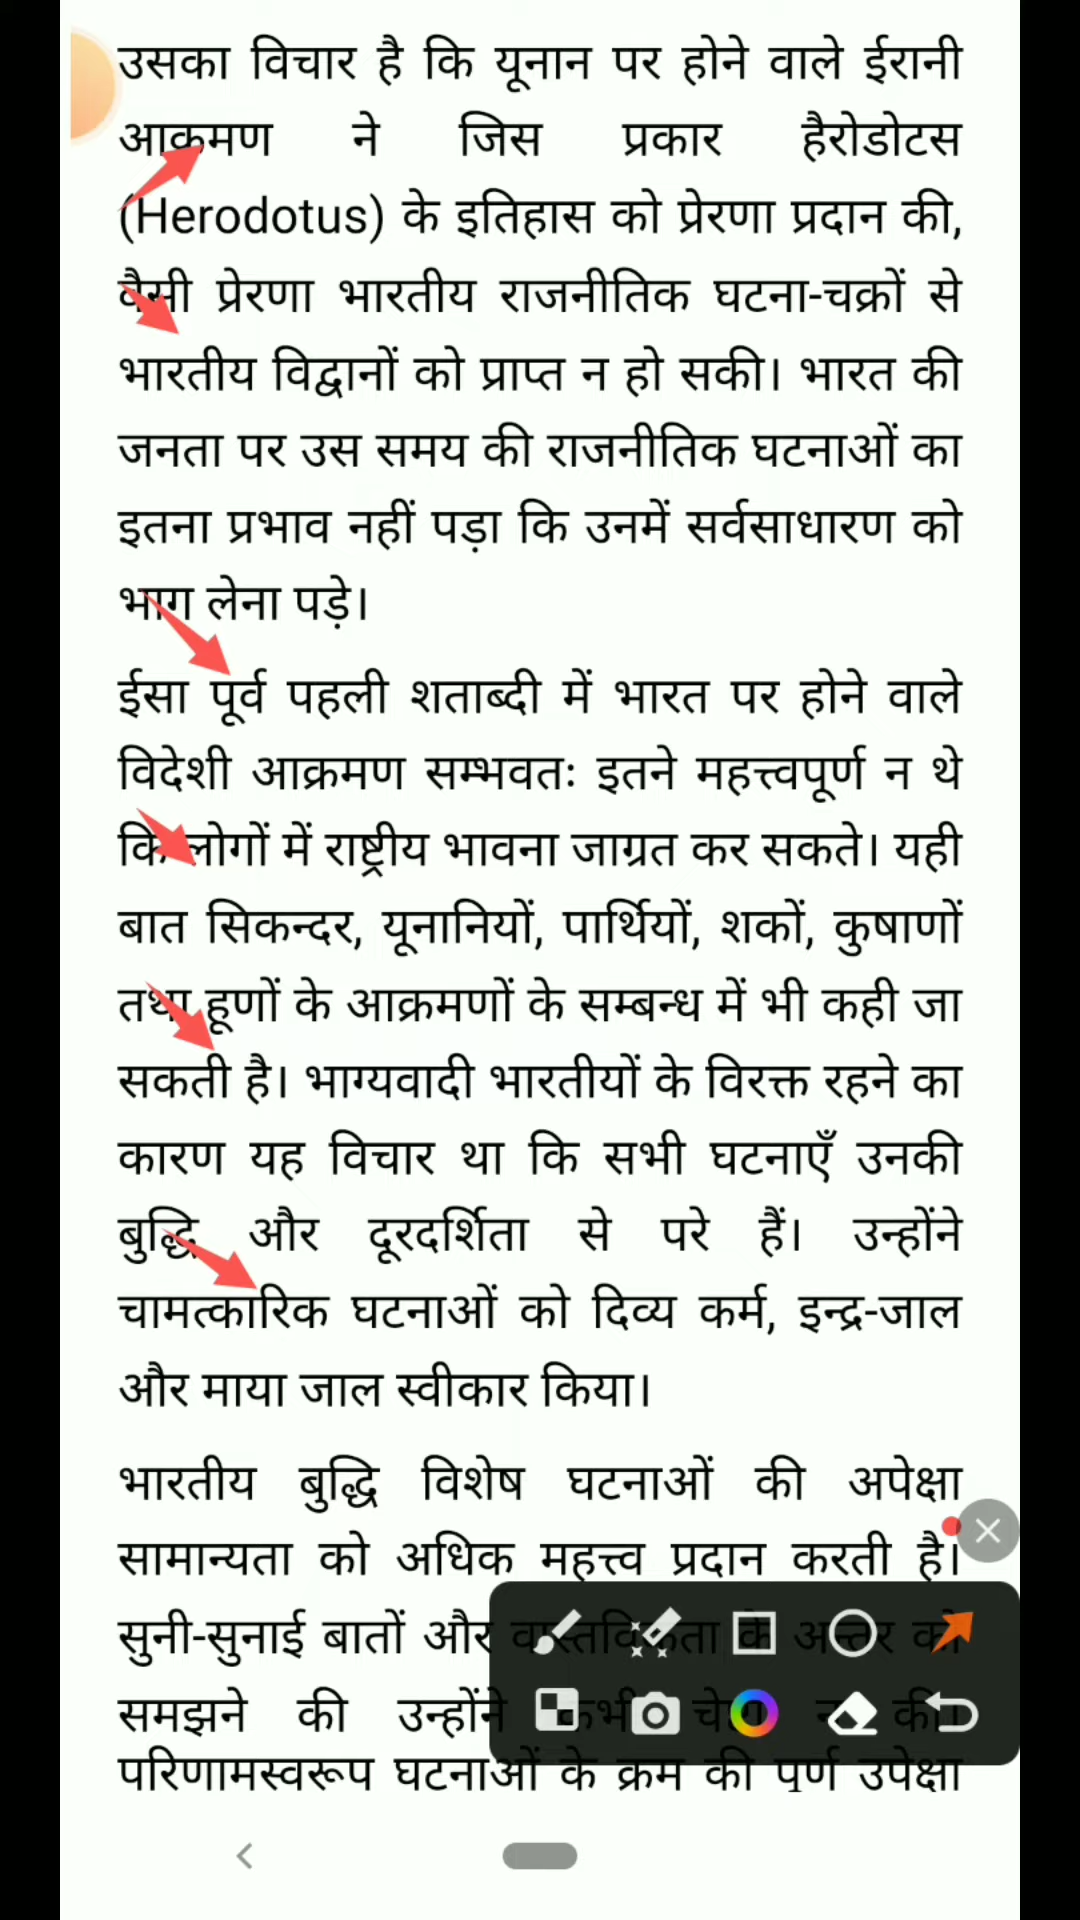 उसका विचार है कि यूनान पर होने वाले ईरानी
आक्रमण ने जिस प्रकार हैरोडोटस
(Herodotus) के इतिहास को प्रेरणा प्रदान की,
वैसी प्रेरणा भारतीय राजनीतिक घटना-चक्रों से
भारतीय विद्वानों को प्राप्त न हो सकी। भारत की
जनता पर उस समय की राजनीतिक घटनाओं का
इतना प्रभाव नहीं पड़ा कि उनमें सर्वसाधारण को
भाग लेना पड़े।
ईसा पूर्व पहली शताब्दी में भारत पर होने वाले
विदेशी आक्रमण सम्भवतः इतने महत्त्वपूर्ण न थे
कि लोगों में राष्ट्रीय भावना जाग्रत कर सकते। यही
बात सिकन्दर, यूनानियों, पार्थियों, शकों, कुषाणों
तथा हूणों के आक्रमणों के सम्बन्ध में भी कही जा
सकती है। भाग्यवादी भारतीयों के विरक्त रहने का
कारण यह विचार था कि सभी घटनाएँ उनकी
बुद्धि और दूरदर्शिता से परे हैं। उन्होंने
चामत्कारिक घटनाओं को दिव्य कर्म, इन्द्र-जाल
और माया जाल स्वीकार किया।
भारतीय बुद्धि विशेष घटनाओं की अपेक्षा
सामान्यता को अधिक महत्त्व प्रदान करती है।
सुनी-सुनाई बातों और वास्तविकता के अन्तर को
समझने की उन्होंने कभी चेष्टा न की।
परिणामस्वरूप घटनाओं के क्रम की पूर्ण उपेक्षा